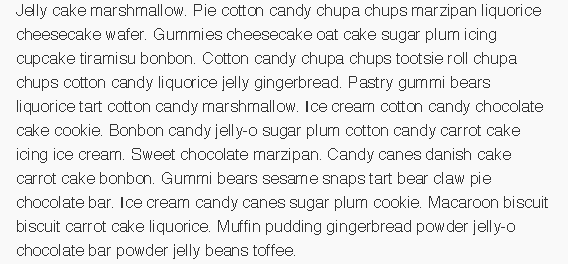 Jelly cake marshmallow. Pie cotton candy chupa chups marzipan liquorice
cheesecake wafer. Gummies cheesecake oat cake sugar plum icing
cupcake tiramisu bonbon. Cotton candy chupa chups tootsie roll chupa
chups cotton candy liquorice jelly gingerbread. Pastry gummi bears
liquorice tart cotton candy marshmallow. Ice cream cotton candy chocolate
cake cookie. Bonbon candy jelly-o sugar plum cotton candy carrot cake
icing ice cream. Sweet chocolate marzipan. Candy canes danish cake
carrot cake bonbon. Gummi bears sesame snaps tart bear claw pie
chocolate bar. Ice cream candy canes sugar plum cookie. Macaroon biscuit
biscuit carrot cake liquorice. Muffin pudding gingerbread powder jelly-o
chocolate bar powder jelly beans toffee.